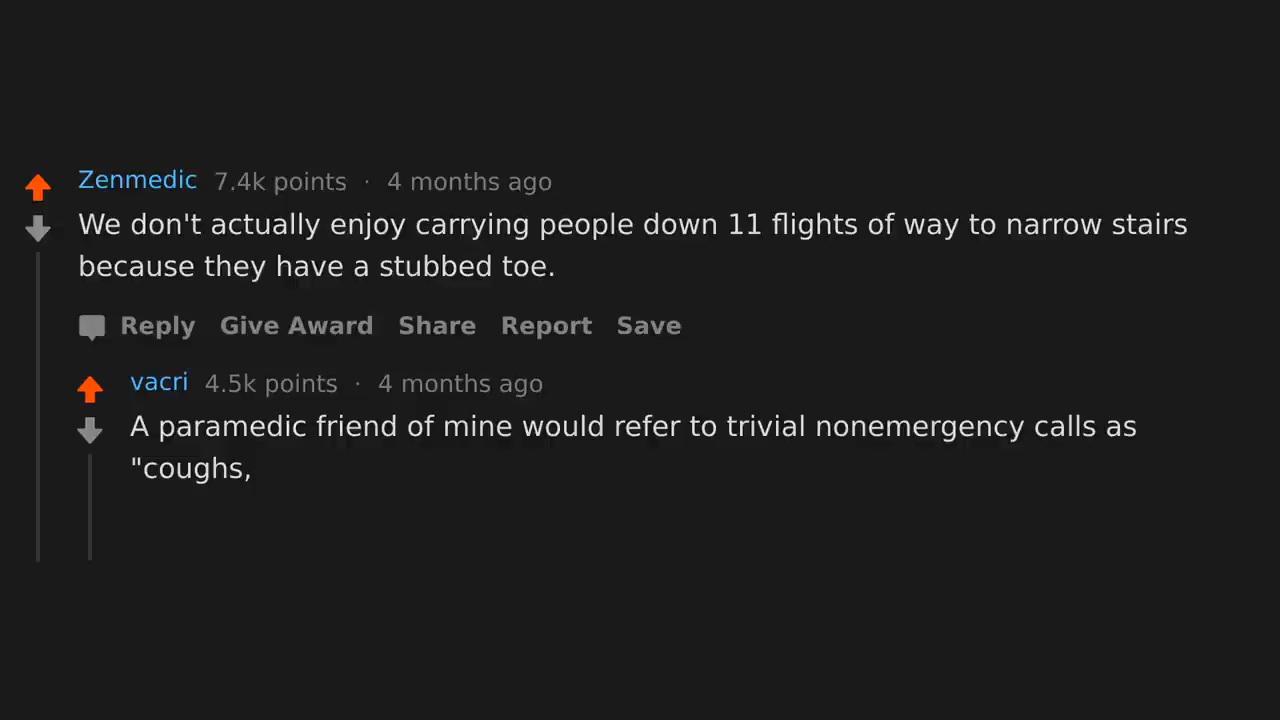 Zenmedic 7.4k points · 4 months ago
We don't actually enjoy carrying people down 11 flights of way to narrow stairs
because they have a stubbed toe.
Reply Give Award Share Report Save
vacri 4.5k points · 4 months ago
A paramedic friend of mine would refer to trivial nonemergency calls as
"coughs,